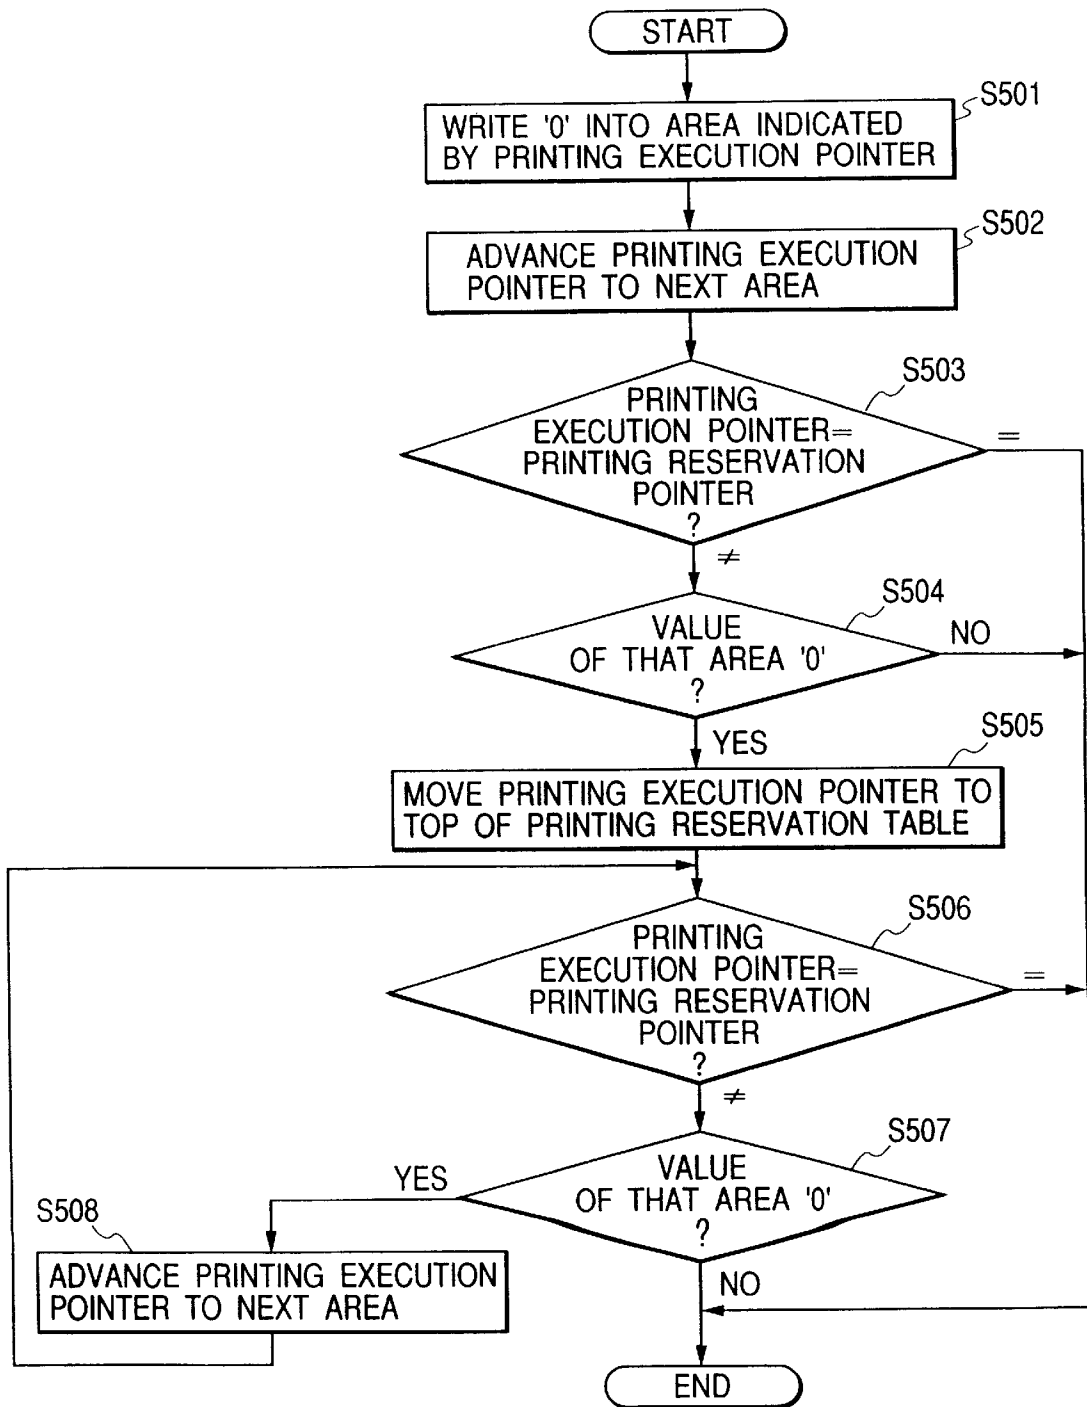 START
S501
WRITE '0' INTO AREA INDICATED
BY PRINTING EXECUTION POINTER
S502
ADVANCE PRINTING EXECUTION
POINTER TO NEXT AREA
S503
PRINTING
EXECUTION POINTER=
PRINTING RESERVATION
POINTER
?
=
≠
S504
VALUE
OF THAT AREA '0'
?
NO
YES
S505
MOVE PRINTING EXECUTION POINTER TO
TOP OF PRINTING RESERVATION TABLE
S506
PRINTING
EXECUTION POINTER=
PRINTING RESERVATION
POINTER
?
=
≠
S507
VALUE
OF THAT AREA '0'
?
YES
NO
S508
ADVANCE PRINTING EXECUTION
POINTER TO NEXT AREA
END